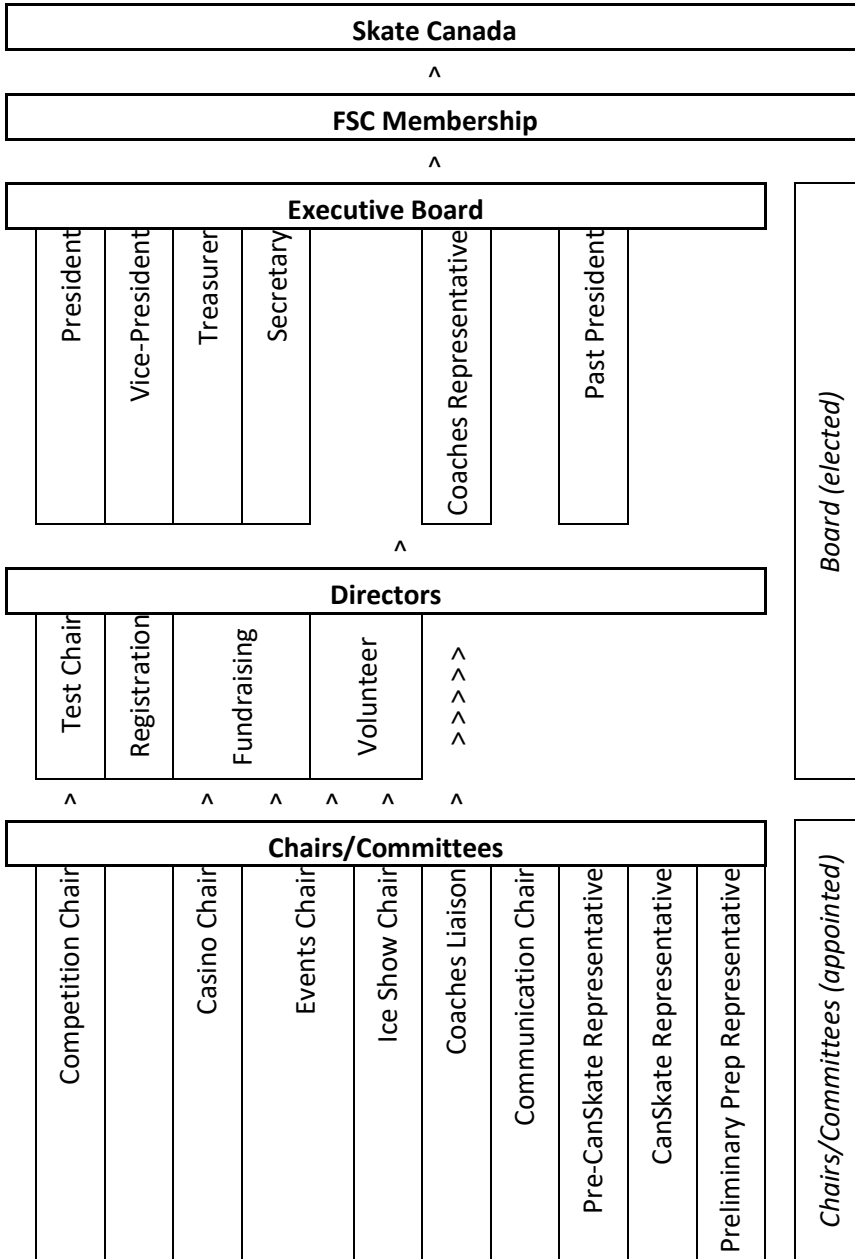 Skate Canada
^
FSC Membership
^
Executive Board
President
Vice-President
Treasurer
Secretary
Coaches Representative
Past President
Board (elected)
^
Directors
Test Chair
Registration
Fundraising
Volunteer
> > > > > >
^ ^ ^ ^ ^ ^
Chairs/Committees
Competition Chair
Casino Chair
Events Chair
Ice Show Chair
Coaches Liaison
Communication Chair
Pre-CanSkate Representative
CanSkate Representative
Preliminary Prep Representative
Chairs/Committees (appointed)